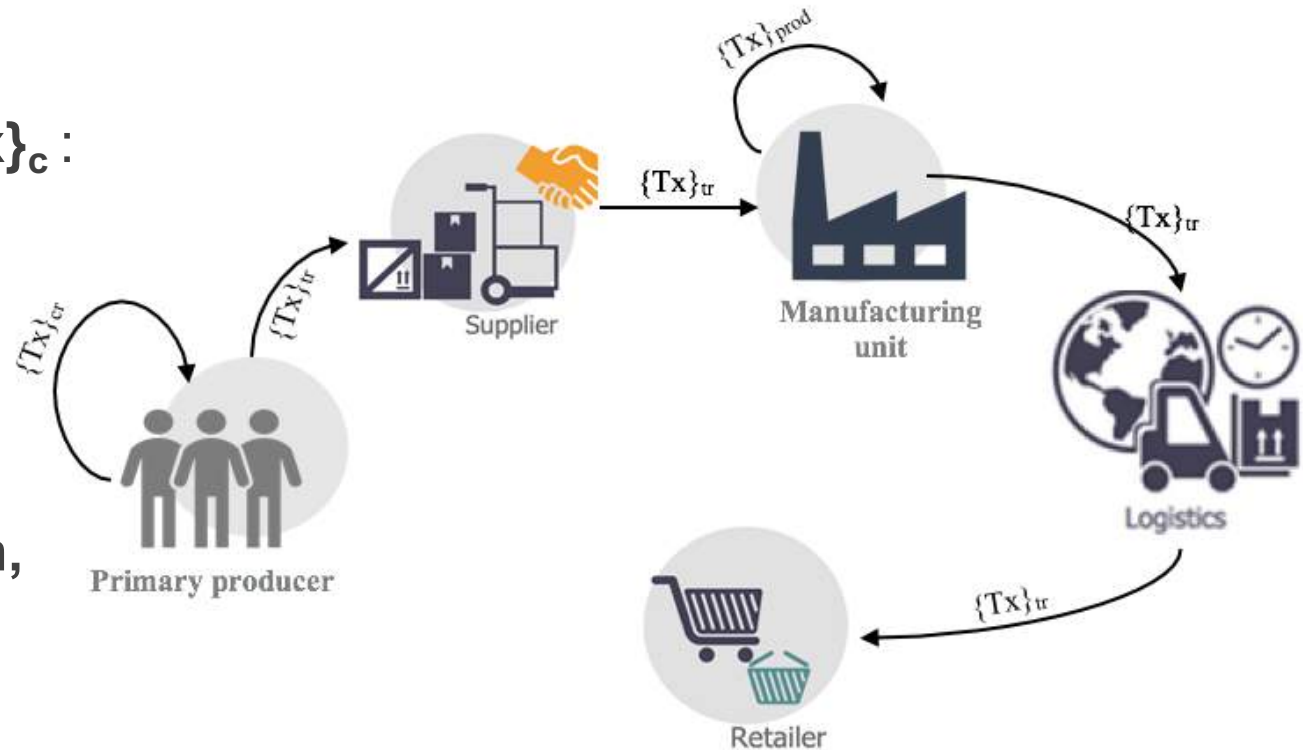 {Tx}prod
x}c :
{Tx}tr
{Tx}tr
{Tx}cr
{Tx}tr
Supplier
Manufacturing
unit
Logistics
n,
Primary producer
{Tx}tr
Retailer